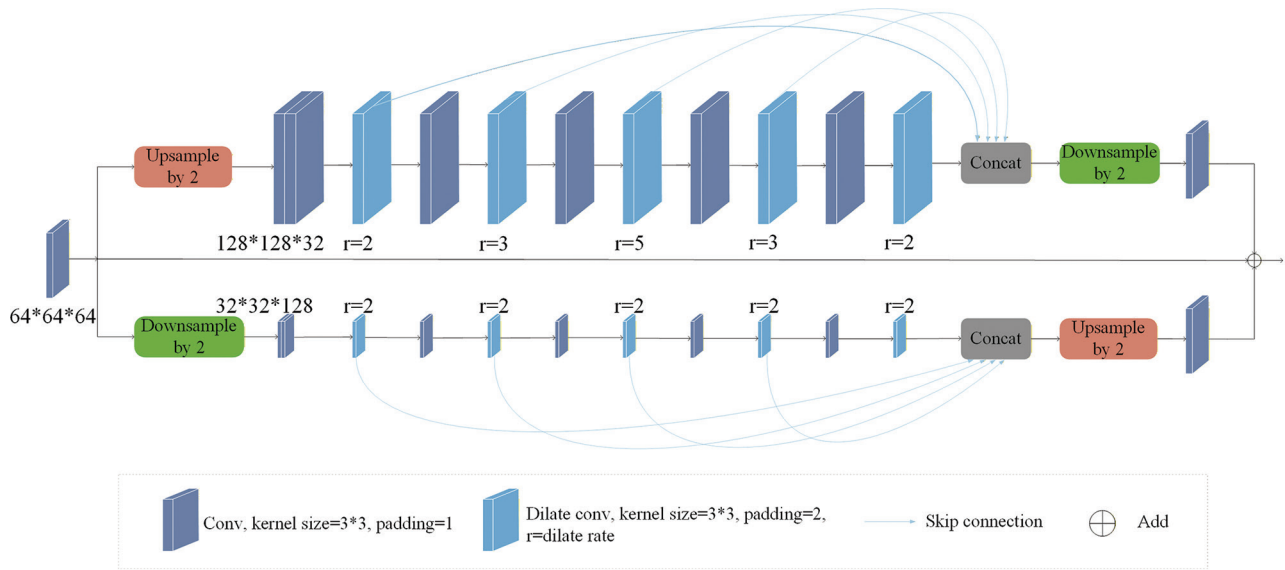 Upsample
by 2
Concat
Downsample
by 2
128*128*32
r=2
r=3
r=5
r=3
r=2
64*64*64
32*32*128
r=2
r=2
r=2
r=2
r=2
Downsample
by 2
Concat
Upsample
by 2
Conv, kernel size=3*3, padding=1
Dilate conv, kernel size=3*3, padding=2,
r=dilate rate
Skip connection
Add